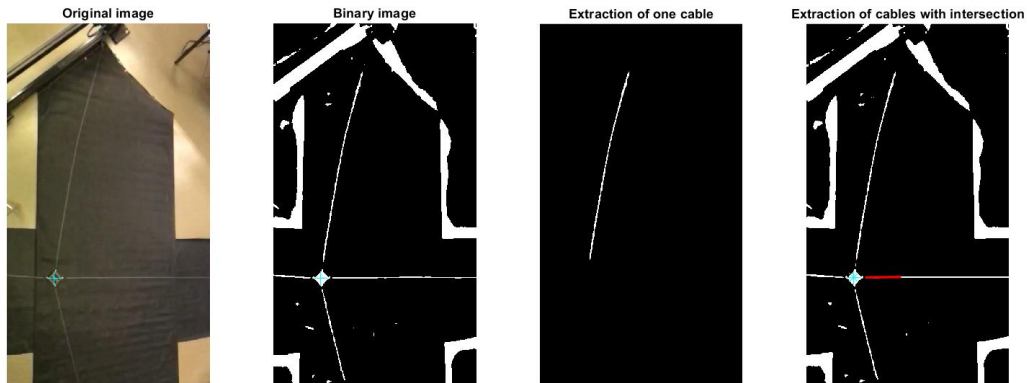 Original image
Binary image
Extraction of one cable
Extraction of cables with intersection